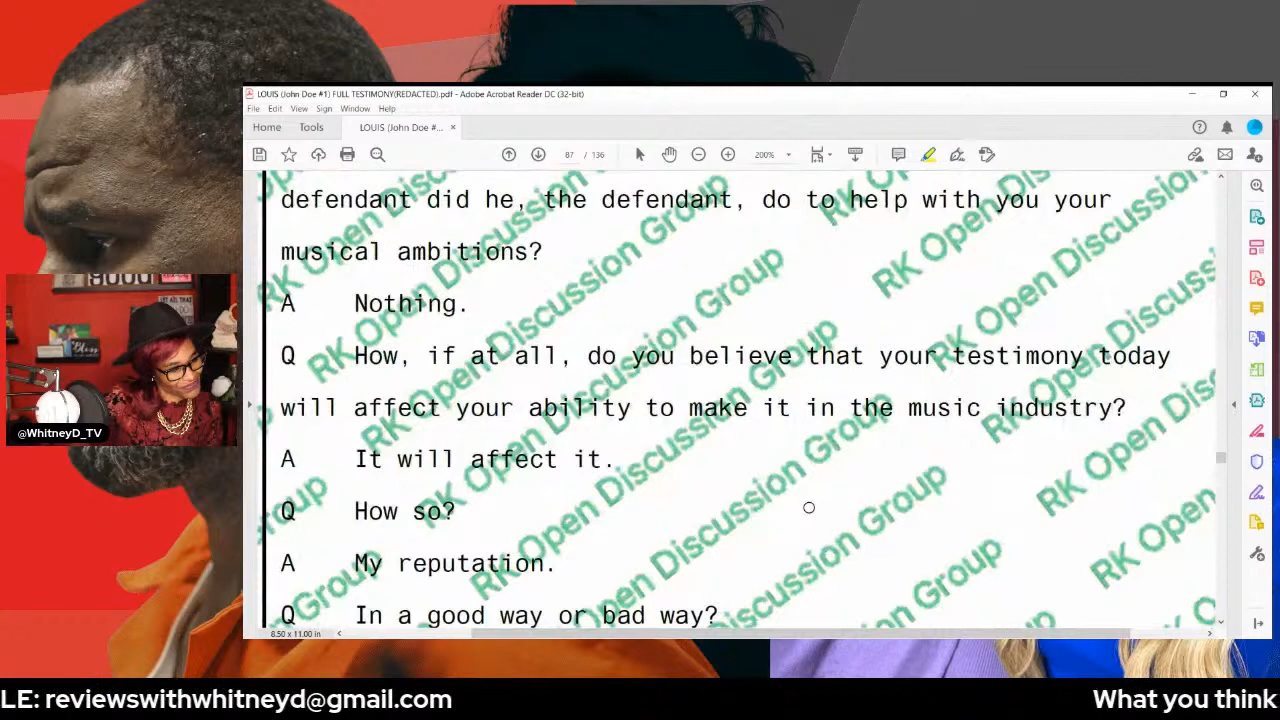 LOUIS (John Doe #1) FULL TESTIMONY(REDACTED).pdf - Adobe Acrobat Reader DC (32-bit)
File Edit View Sign Window Help
Home Tools LOUIS (John Doe #... ×
87 / 136 200%
defendant did he, the defendant, do to help with you your
musical ambitions?
A Nothing.
Q How, if at all, do you believe that your testimony today
will affect your ability to make it in the music industry?
A It will affect it.
Q How so?
A My reputation.
Q In a good way or bad way?
RK Open Discussion Group
8.50 x 11.00 in
@WhitneyD_TV
LE: reviewswithwhitneyd@gmail.com What you think